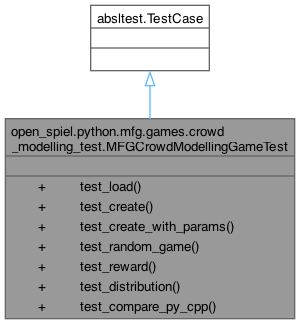 absltest.TestCase
open_spiel.python.mfg.games.crowd
_modelling_test.MFGCrowdModellingGameTest
+ test_load()
+ test_create()
+ test_create_with_params()
+ test_random_game()
+ test_reward()
+ test_distribution()
+ test_compare_py_cpp()